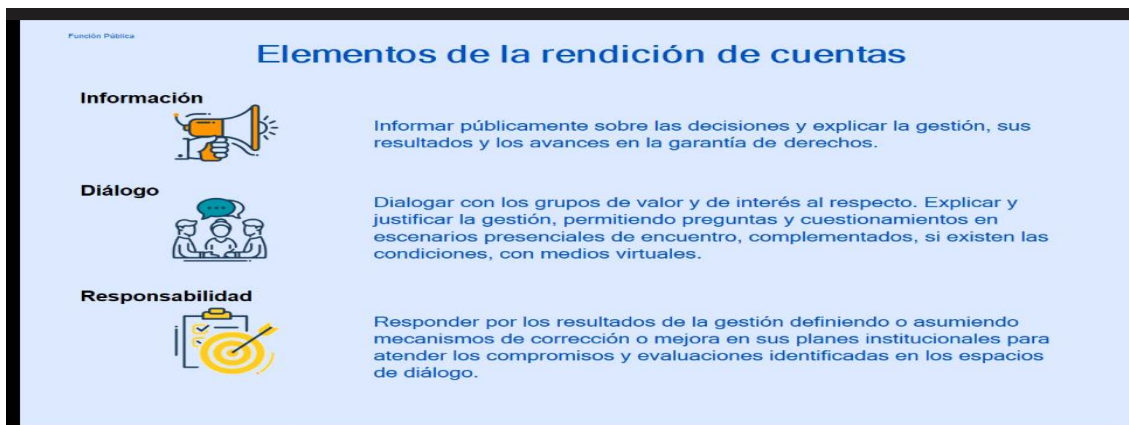 Función Pública
Elementos de la rendición de cuentas
Información
Informar públicamente sobre las decisiones y explicar la gestión, sus
resultados y los avances en la garantía de derechos.
Diálogo
Dialogar con los grupos de valor y de interés al respecto. Explicar y
justificar la gestión, permitiendo preguntas y cuestionamientos en
escenarios presenciales de encuentro, complementados, si existen las
condiciones, con medios virtuales.
Responsabilidad
Responder por los resultados de la gestión definiendo o asumiendo
mecanismos de corrección o mejora en sus planes institucionales para
atender los compromisos y evaluaciones identificadas en los espacios
de diálogo.